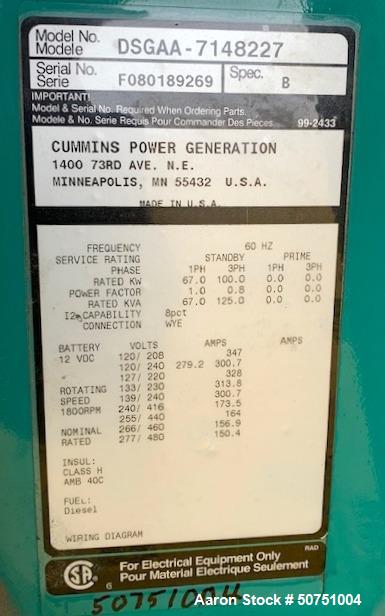 Model No. DSGAA-7148227
Modele
Serial No. F080189269 Spec. B
Serie
IMPORTANT!
Model & Serial No. Required When Ordering Parts.
Modele & No. Serie Requis Pour Commander Des Pieces. 99-2433
CUMMINS POWER GENERATION
1400 73RD AVE. N.E.
MINNEAPOLIS, MN 55432 U.S.A.
MADE IN U.S.A.
FREQUENCY 60 HZ
SERVICE RATING STANDBY PRIME
PHASE 1PH 3PH 1PH 3PH
RATED KW 67.0 100.0 0.0 0.0
POWER FACTOR 1.0 0.8 0.0 0.0
RATED KVA 67.0 125.0 0.0 0.0
I2 CAPABILITY 8pct
CONNECTION WYE
BATTERY VOLTS AMPS AMPS
12 VDC 120/ 208 347
120/ 240 279.2 300.7
127/ 220 328
ROTATING 133/ 230 313.8
SPEED 139/ 240 300.7
1800RPM 240/ 416 173.5
255/ 440 164
NOMINAL 266/ 460 156.9
RATED 277/ 480 150.4
INSUL:
CLASS H
AMB 40C
FUEL:
Diesel
WIRING DIAGRAM
RAD
SA G For Electrical Equipment Only
Pour Material Electrique Seulement
50751004
Aaron Stock # 50751004